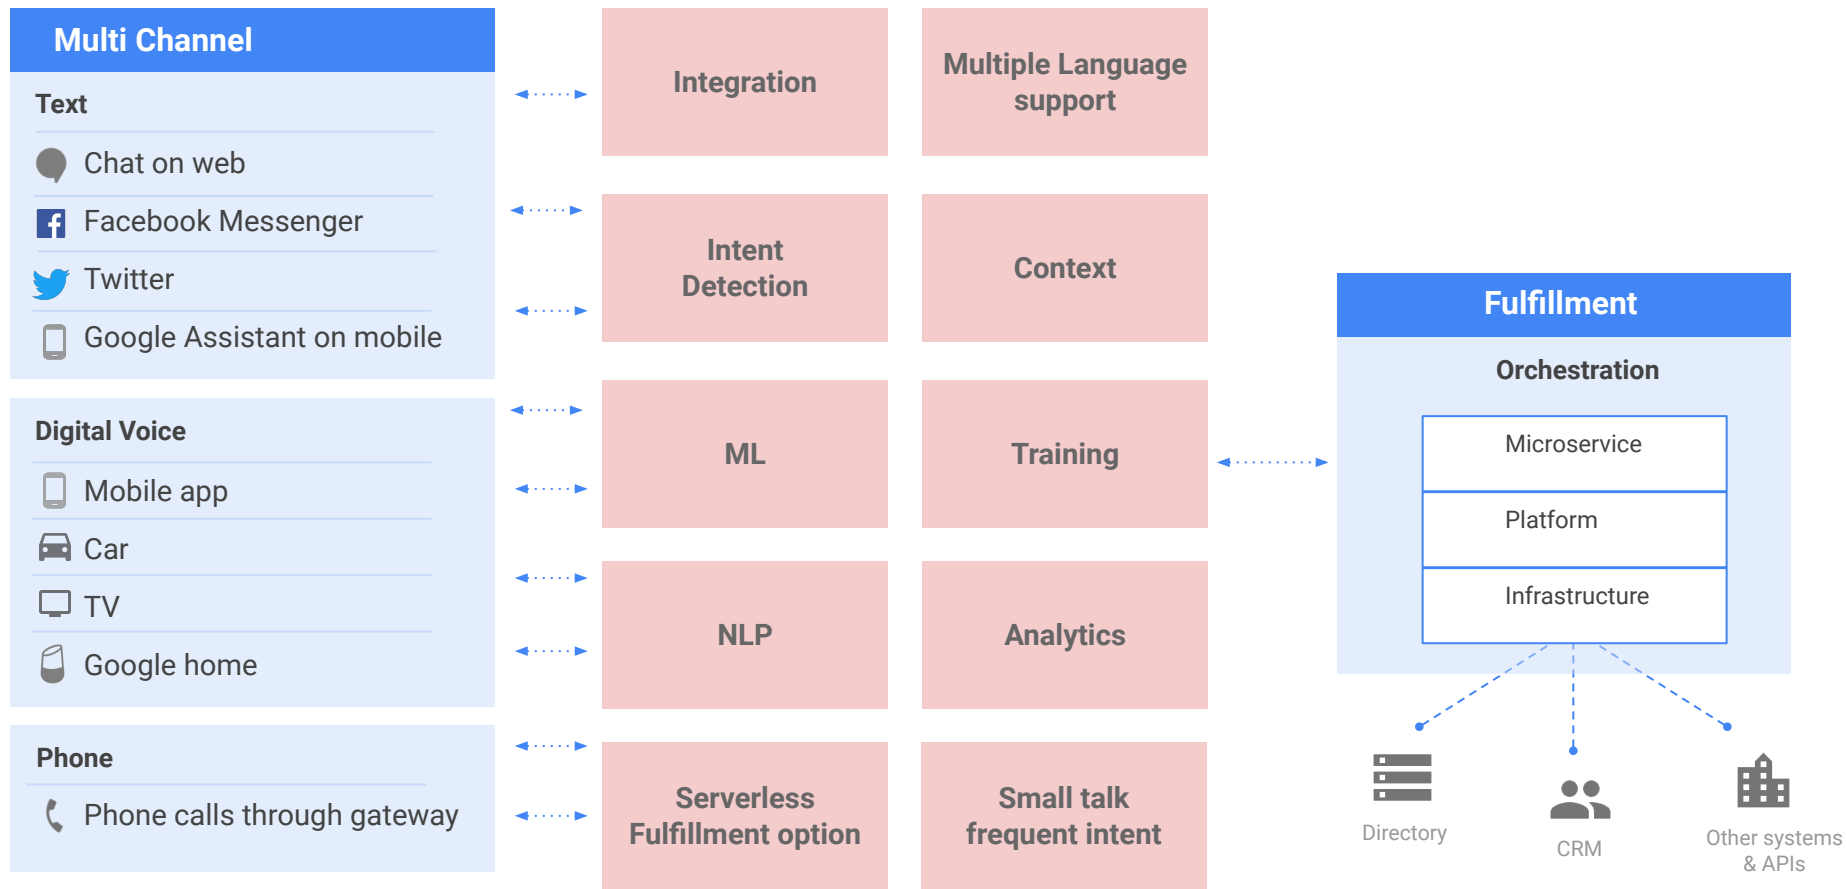 Multi Channel
Text
Chat on web
Facebook Messenger
Twitter
Google Assistant on mobile
Digital Voice
Mobile app
Car
TV
Google home
Phone
Phone calls through gateway
Integration
Multiple Language
support
Intent
Detection
Context
ML
Training
NLP
Analytics
Serverless
Fulfillment option
Small talk
frequent intent
Fulfillment
Orchestration
Microservice
Platform
Infrastructure
Directory
CRM
Other systems
& APIs